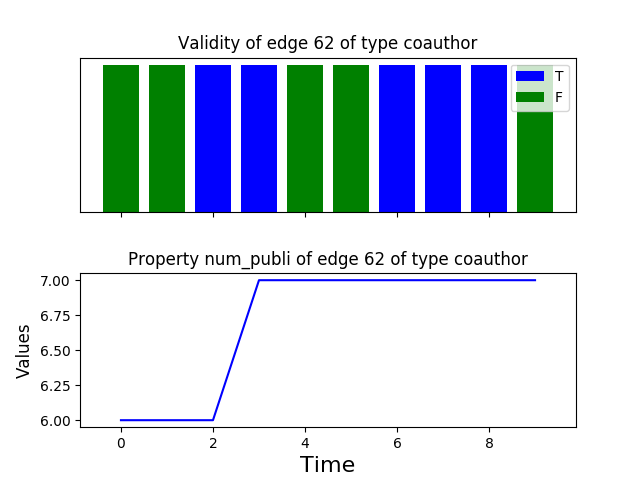 Validity of edge 62 of type coauthor
T
F
Property num_publi of edge 62 of type coauthor
7.00
6.75
6.50
6.25
6.00
Values
0 2 4 6 8
Time